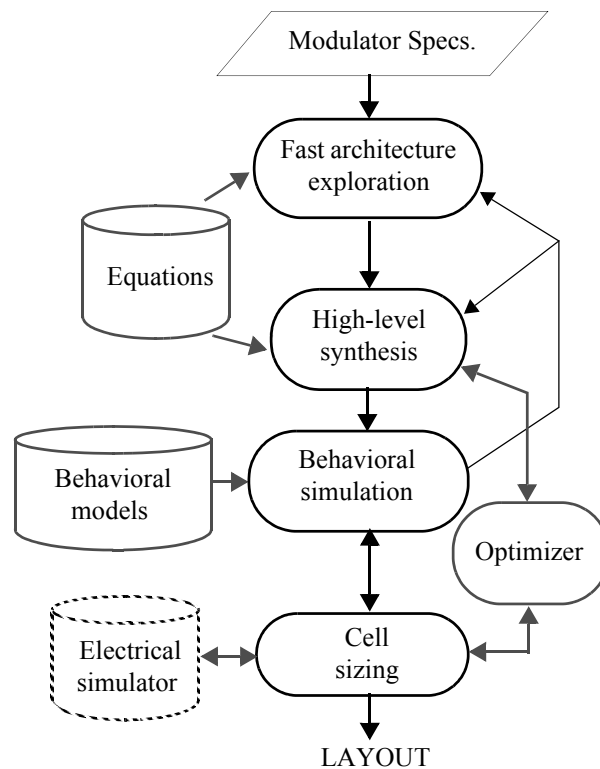 Modulator Specs.
Fast architecture
exploration
Equations
High-level
synthesis
Behavioral
models
Behavioral
simulation
Optimizer
Electrical
simulator
Cell
sizing
LAYOUT